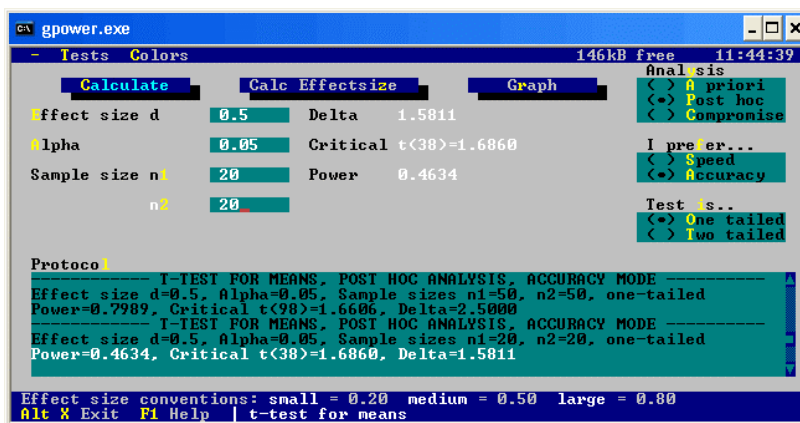 gpower.exe
- Tests Colors 146kB free 11:44:39
Calculate Calc Effectsize Graph
Effect size d 0.5 Delta 1.5811
Alpha 0.05 Critical t(38)=1.6860
Sample size n1 20 Power 0.4634
n2 20_
Analysis
( ) A priori
(•) Post hoc
( ) Compromise
I prefer...
( ) Speed
(•) Accuracy
Test is..
(•) One tailed
( ) Two tailed
Protocol
------------ T-TEST FOR MEANS, POST HOC ANALYSIS, ACCURACY MODE ----------
Effect size d=0.5, Alpha=0.05, Sample sizes n1=50, n2=50, one-tailed
Power=0.7989, Critical t(98)=1.6606, Delta=2.5000
------------ T-TEST FOR MEANS, POST HOC ANALYSIS, ACCURACY MODE ----------
Effect size d=0.5, Alpha=0.05, Sample sizes n1=20, n2=20, one-tailed
Power=0.4634, Critical t(38)=1.6860, Delta=1.5811
Effect size conventions: small = 0.20 medium = 0.50 large = 0.80
Alt X Exit F1 Help | t-test for means